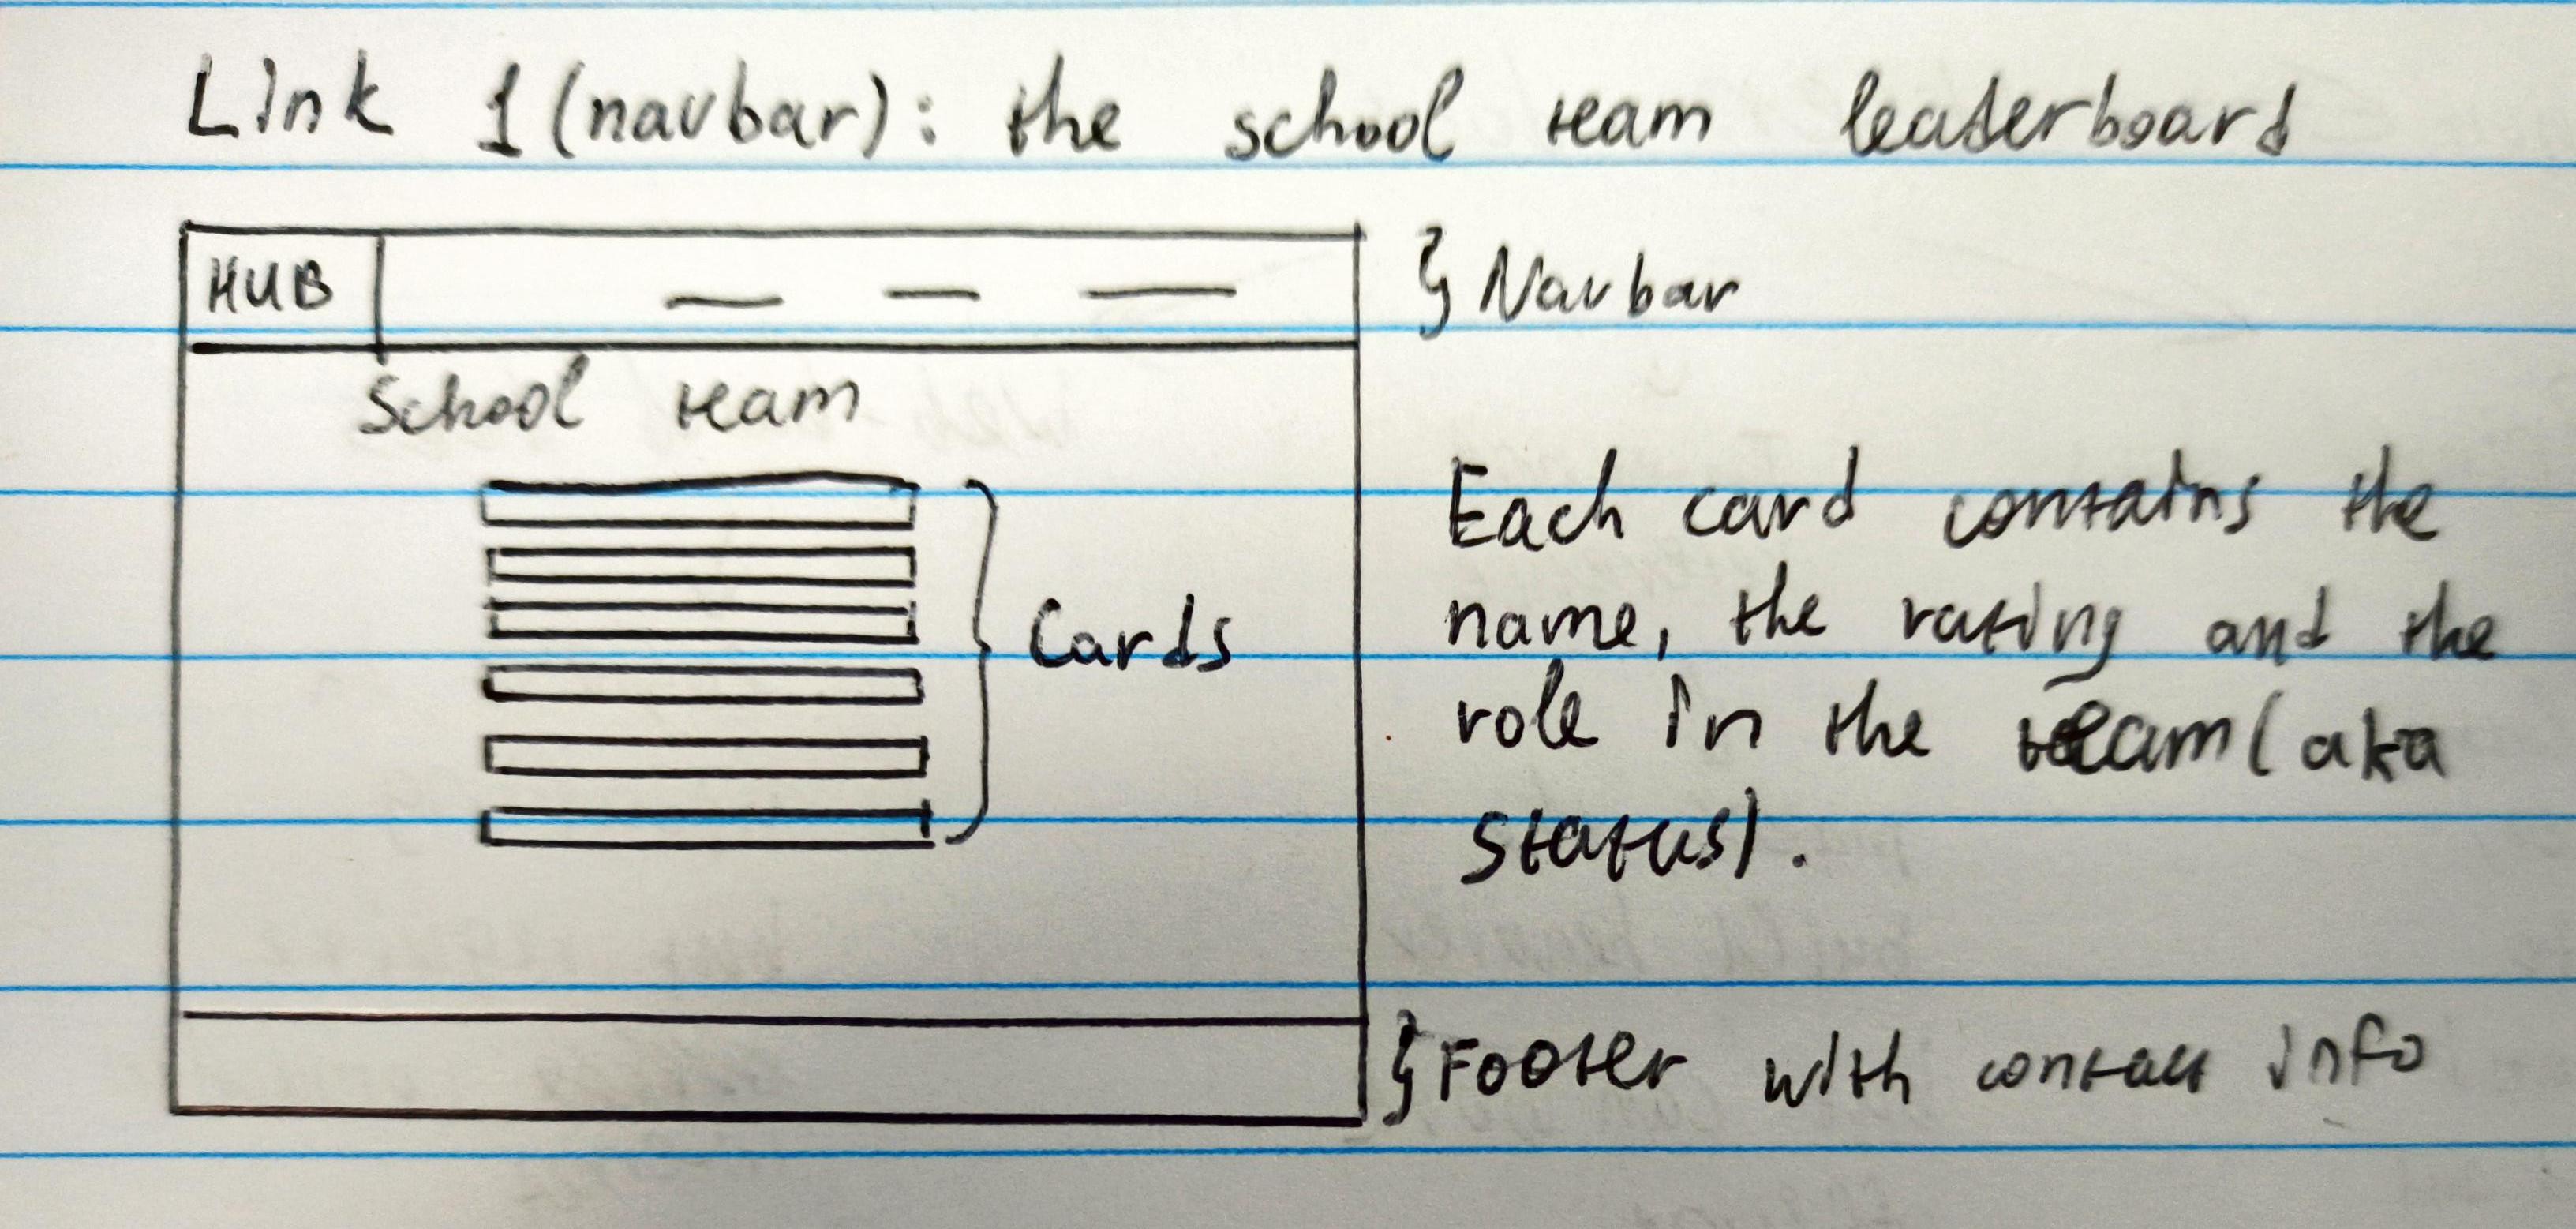 Link 1 (navbar): the school team leaderboard
HUB
} Navbar
School team
Cards
Each card contains the
name, the rating and the
role in the team (aka
status).
} Footer with contact info